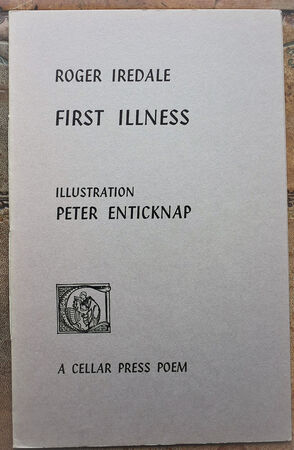 ROGER IREDALE
FIRST ILLNESS
ILLUSTRATION
PETER ENTICKNAP
A CELLAR PRESS POEM